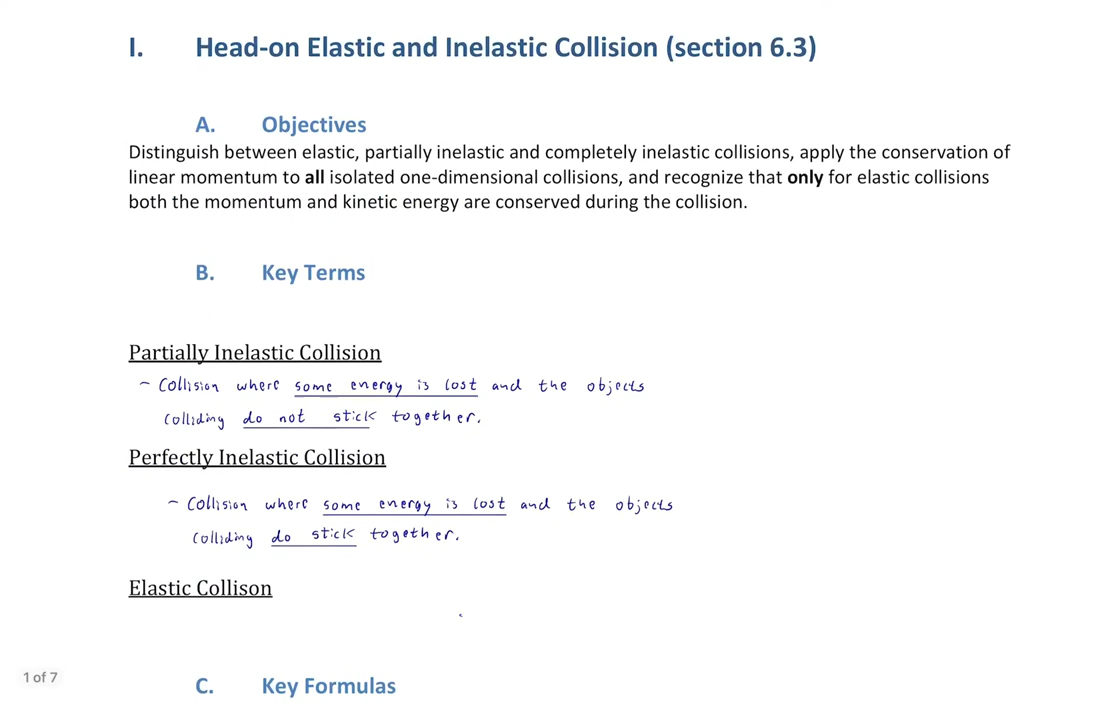 I. Head-on Elastic and Inelastic Collision (section 6.3)
A. Objectives
Distinguish between elastic, partially inelastic and completely inelastic collisions, apply the conservation of
linear momentum to all isolated one-dimensional collisions, and recognize that only for elastic collisions
both the momentum and kinetic energy are conserved during the collision.
B. Key Terms
Partially Inelastic Collision
- Collision where some energy is lost and the objects
colliding do not stick together.
Perfectly Inelastic Collision
- Collision where some energy is lost and the objects
colliding do stick together.
Elastic Collison
1 of 7
C. Key Formulas